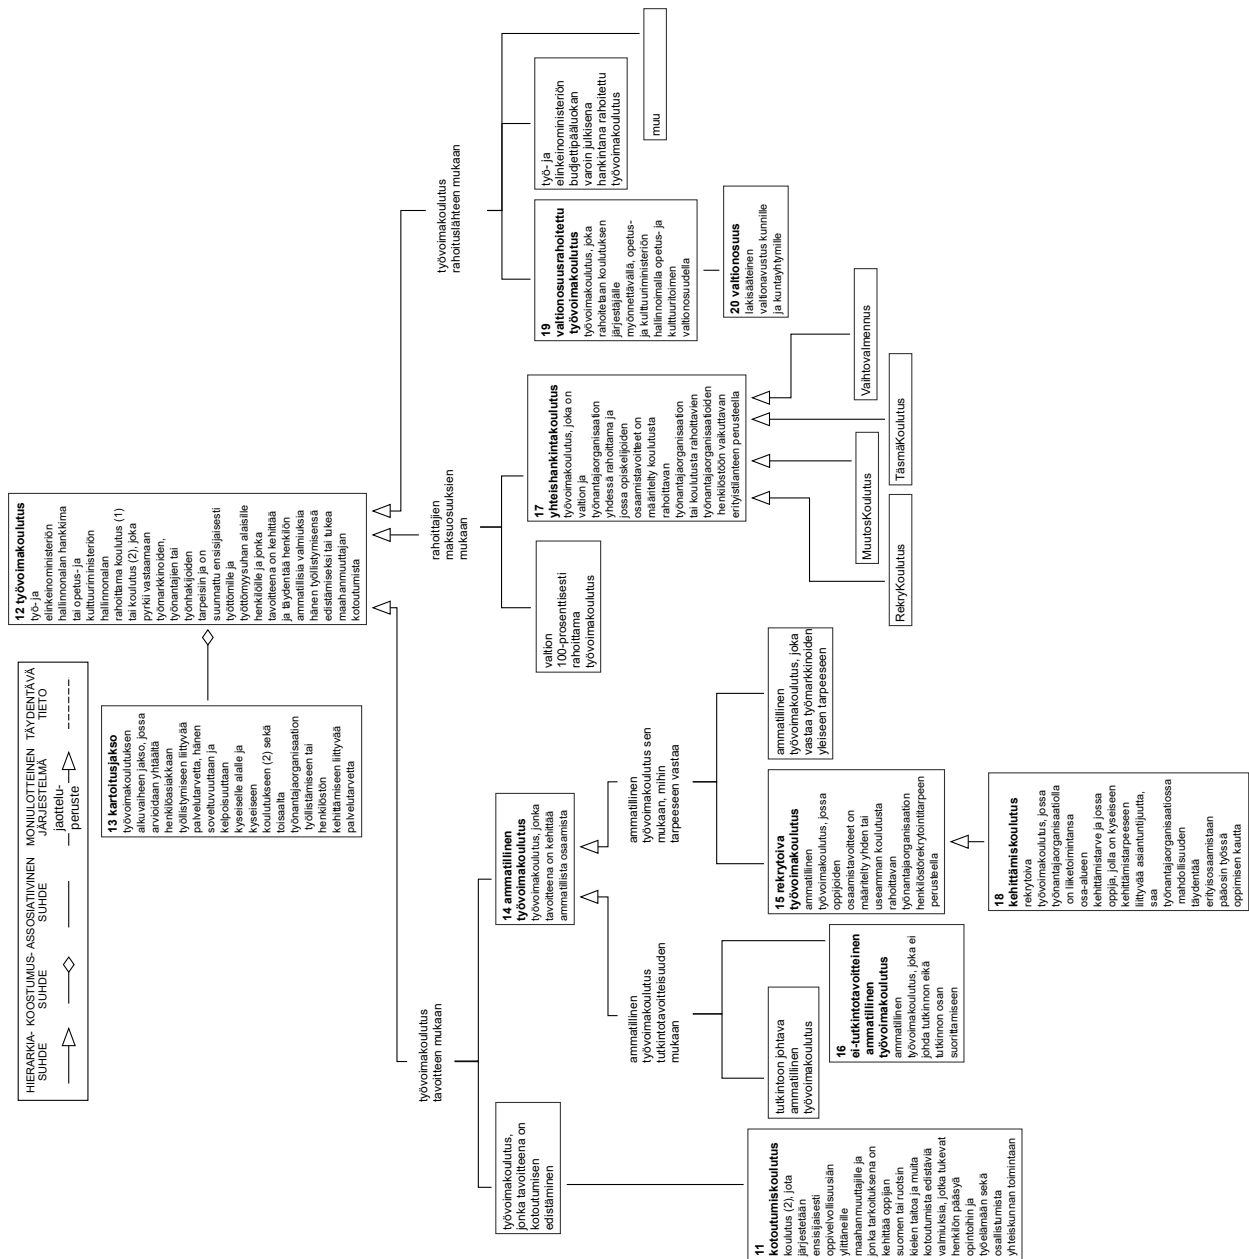 HIERARKIA-
SUHDE
KOOSTUMUS-
SUHDE
ASSOSIATIIVINEN
SUHDE
MONIULOTTEINEN
JÄRJESTELMÄ
jaottelu-
peruste
TÄYDENTÄVÄ
TIETO
12 työvoimakoulutus
työ- ja
elinkeinoministeriön
hallinnonalan hankkima
tai opetus- ja
kulttuuriministeriön
hallinnonalan
rahoittama koulutus (1)
tai koulutus (2), joka
pyrkii vastaamaan
työmarkkinoiden,
työnantajien tai
työnhakijoiden
tarpeisiin ja on
suunnattu ensisijaisesti
työttömille ja
työttömyysuhan alaisille
henkilöille ja jonka
tavoitteena on kehittää
ja täydentää henkilön
ammatillisia valmiuksia
hänen työllistymisensä
edistämiseksi tai tukea
maahanmuuttajan
kotoutumista
13 kartoitusjakso
työvoimakoulutuksen
alkuvaiheen jakso, jossa
arvioidaan yhtäältä
henkilöasiakkaan
työllistymiseen liittyvää
palvelutarvetta, hänen
soveltuvuuttaan ja
kelpoisuuttaan
kyseiselle alalle ja
kyseiseen
koulutukseen (2) sekä
toisaalta
työnantajaorganisaation
työllistämiseen tai
henkilöstön
kehittämiseen liittyvää
palvelutarvetta
työvoimakoulutus
tavoitteen mukaan
rahoittajien
maksuosuuksien
mukaan
työvoimakoulutus
rahoituslähteen mukaan
työvoimakoulutus,
jonka tavoitteena on
kotoutumisen
edistäminen
14 ammatillinen
työvoimakoulutus
työvoimakoulutus, jonka
tavoitteena on kehittää
ammatillista osaamista
valtion
100-prosenttisesti
rahoittama
työvoimakoulutus
17
yhteishankintakoulutus
työvoimakoulutus, joka on
valtion ja
työnantajaorganisaation
yhdessä rahoittama ja
jossa opiskelijoiden
osaamistavoitteet on
määritelty koulutusta
rahoittavan
työnantajaorganisaation
tai koulutusta rahoittavien
työnantajaorganisaatioiden
henkilöstöön vaikuttavan
erityistilanteen perusteella
19
valtionosuusrahoitettu
työvoimakoulutus
työvoimakoulutus, joka
rahoitetaan koulutuksen
järjestäjälle
myönnettävällä, opetus-
ja kulttuuriministeriön
hallinnoimalla opetus- ja
kulttuuritoimen
valtionosuudella
työ- ja
elinkeinoministeriön
budjettipääluokan
varoin julkisena
hankintana rahoitettu
työvoimakoulutus
muu
ammatillinen
työvoimakoulutus
tutkintotavoitteisuuden
mukaan
ammatillinen
työvoimakoulutus sen
mukaan, mihin
tarpeeseen vastaa
20 valtionosuus
lakisääteinen
valtionavustus kunnille
ja kuntayhtymille
11
kotoutumiskoulutus
koulutus (2), jota
järjestetään
ensisijaisesti
oppivelvollisuusiän
ylittäneille
maahanmuuttajille ja
jonka tarkoituksena on
kehittää oppijan
suomen tai ruotsin
kielen taitoa ja muita
kotoutumista edistäviä
valmiuksia, jotka tukevat
henkilön pääsyä
opintoihin ja
työelämään sekä
osallistumista
yhteiskunnan toimintaan
tutkintoon johtava
ammatillinen
työvoimakoulutus
16
ei-tutkintotavoitteinen
ammatillinen
työvoimakoulutus
ammatillinen
työvoimakoulutus, joka ei
johda tutkinnon eikä
tutkinnon osan
suorittamiseen
15 rekrytoiva
työvoimakoulutus
ammatillinen
työvoimakoulutus, jossa
oppijoiden
osaamistavoitteet on
määritelty yhden tai
useamman koulutusta
rahoittavan
työnantajaorganisaation
henkilöstörekrytointitarpeen
perusteella
ammatillinen
työvoimakoulutus, joka
vastaa työmarkkinoiden
yleiseen tarpeeseen
RekryKoulutus
MuutosKoulutus
TäsmäKoulutus
Vaihtovalmennus
18
kehittämiskoulutus
rekrytoiva
työvoimakoulutus, jossa
työnantajaorganisaatiolla
on liiketoimintansa
osa-alueen
kehittämistarve ja jossa
oppija, jolla on kyseiseen
kehittämistarpeeseen
liittyvää asiantuntijuutta,
saa
työnantajaorganisaatiossa
mahdollisuuden
täydentää
erityisosaamistaan
pääosin työssä
oppimisen kautta